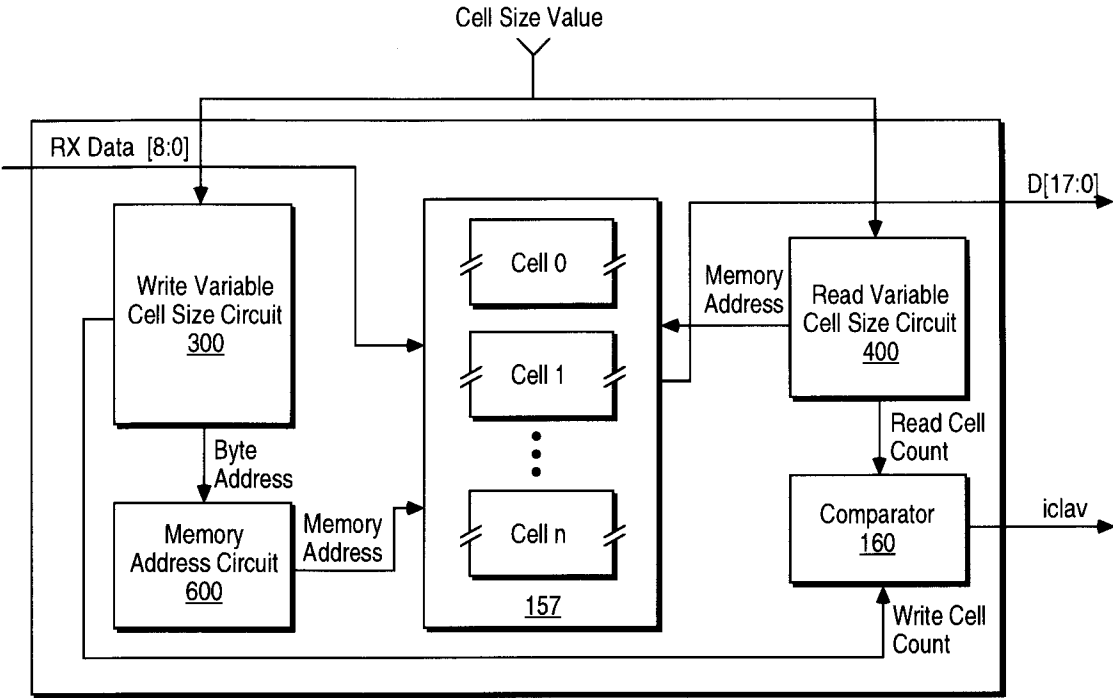 Cell Size Value
RX Data [8:0]
D[17:0]
Write Variable
Cell Size Circuit
300
Byte
Address
Memory
Address Circuit
600
Memory
Address
Cell 0
Cell 1
Cell n
157
Memory
Address
Read Variable
Cell Size Circuit
400
Read Cell
Count
Comparator
160
iclav
Write Cell
Count